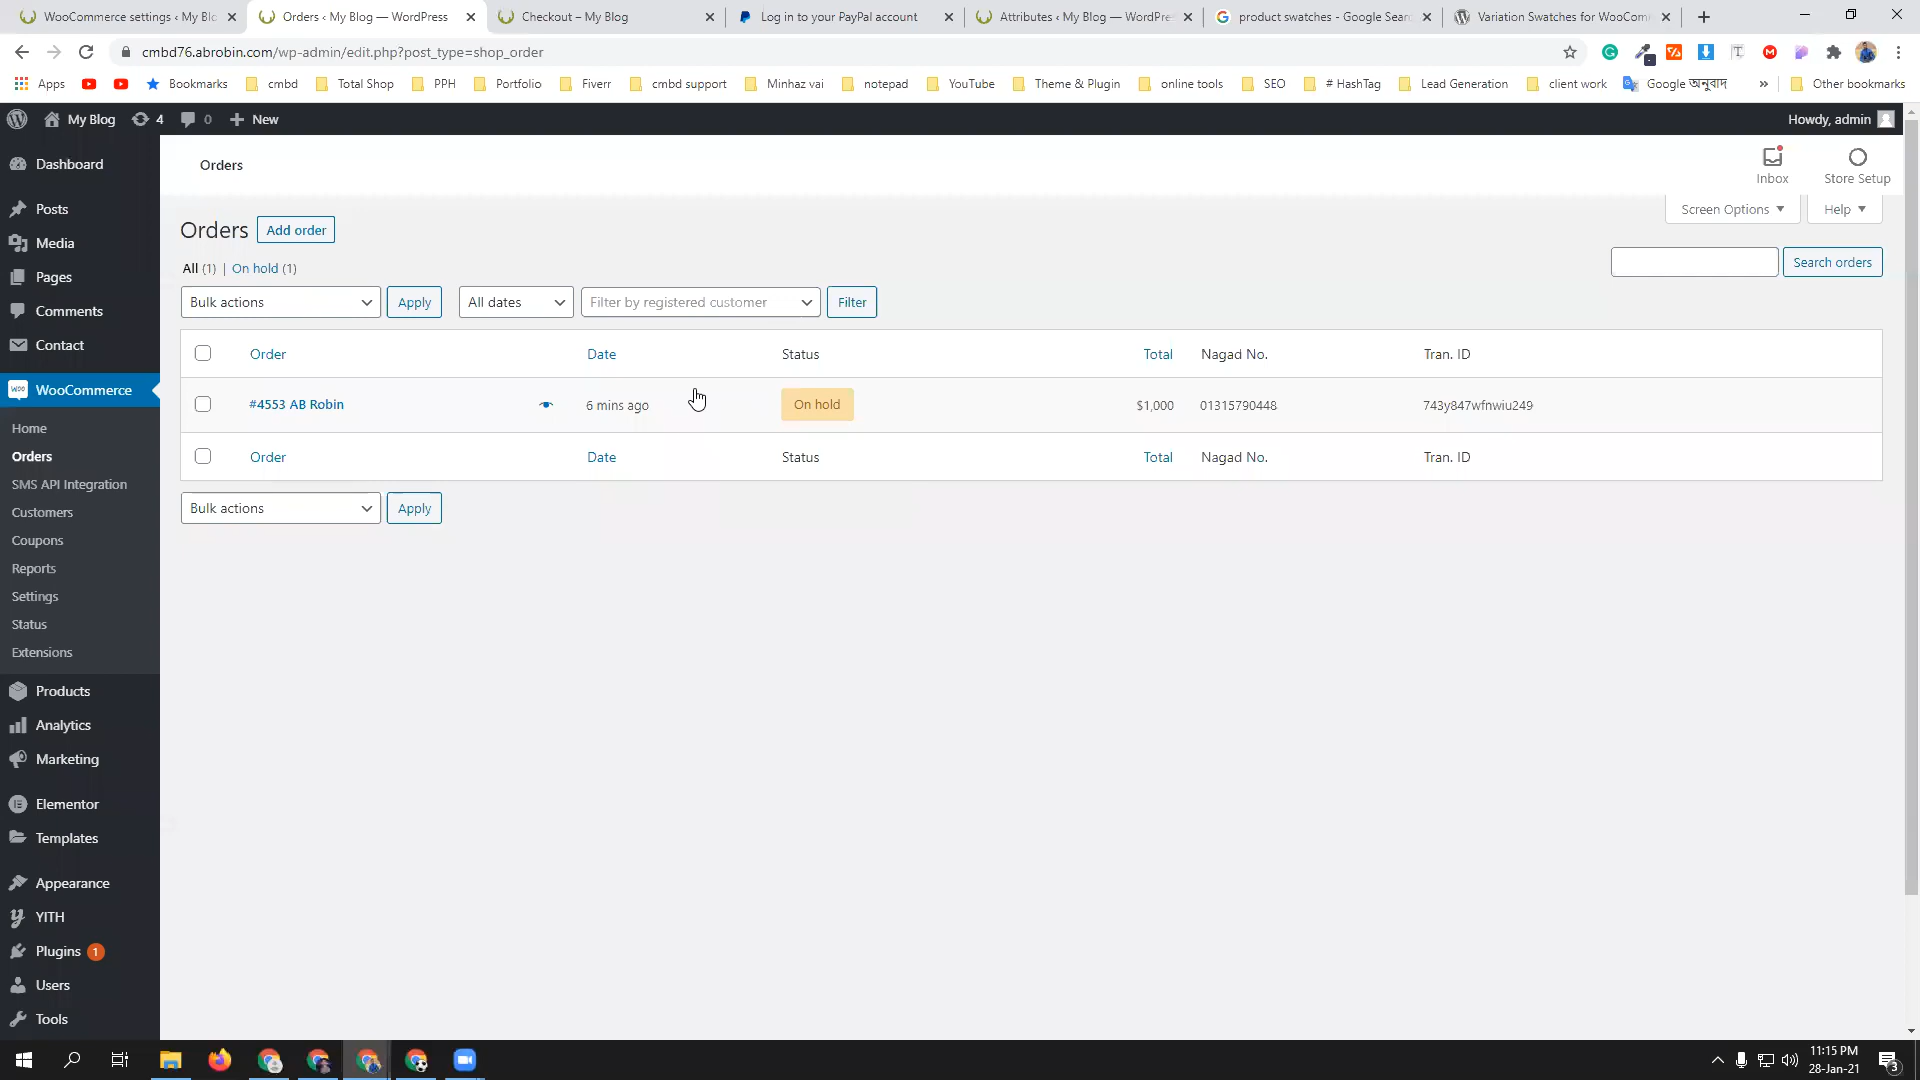 WooCommerce settings ‹ My Blo
Orders ‹ My Blog — WordPress
Checkout – My Blog
Log in to your PayPal account
Attributes ‹ My Blog — WordPre
product swatches - Google Sear
Variation Swatches for WooCom
cmbd76.abrobin.com/wp-admin/edit.php?post_type=shop_order
Apps
Bookmarks
cmbd
Total Shop
PPH
Portfolio
Fiverr
cmbd support
Minhaz vai
notepad
YouTube
Theme & Plugin
online tools
SEO
# HashTag
Lead Generation
client work
Google অনুবাদ
»
Other bookmarks
My Blog
4
0
New
Howdy, admin
Dashboard
Posts
Media
Pages
Comments
Contact
WooCommerce
Home
Orders
SMS API Integration
Customers
Coupons
Reports
Settings
Status
Extensions
Products
Analytics
Marketing
Elementor
Templates
Appearance
YITH
Plugins 1
Users
Tools
Orders
Inbox
Store Setup
Screen Options
Help
Orders Add order
All (1) | On hold (1)
Search orders
Bulk actions Apply All dates Filter by registered customer Filter
Order Date Status Total Nagad No. Tran. ID
#4553 AB Robin 6 mins ago On hold $1,000 01315790448 743y847wfnwiu249
Order Date Status Total Nagad No. Tran. ID
Bulk actions Apply
11:15 PM
28-Jan-21
3